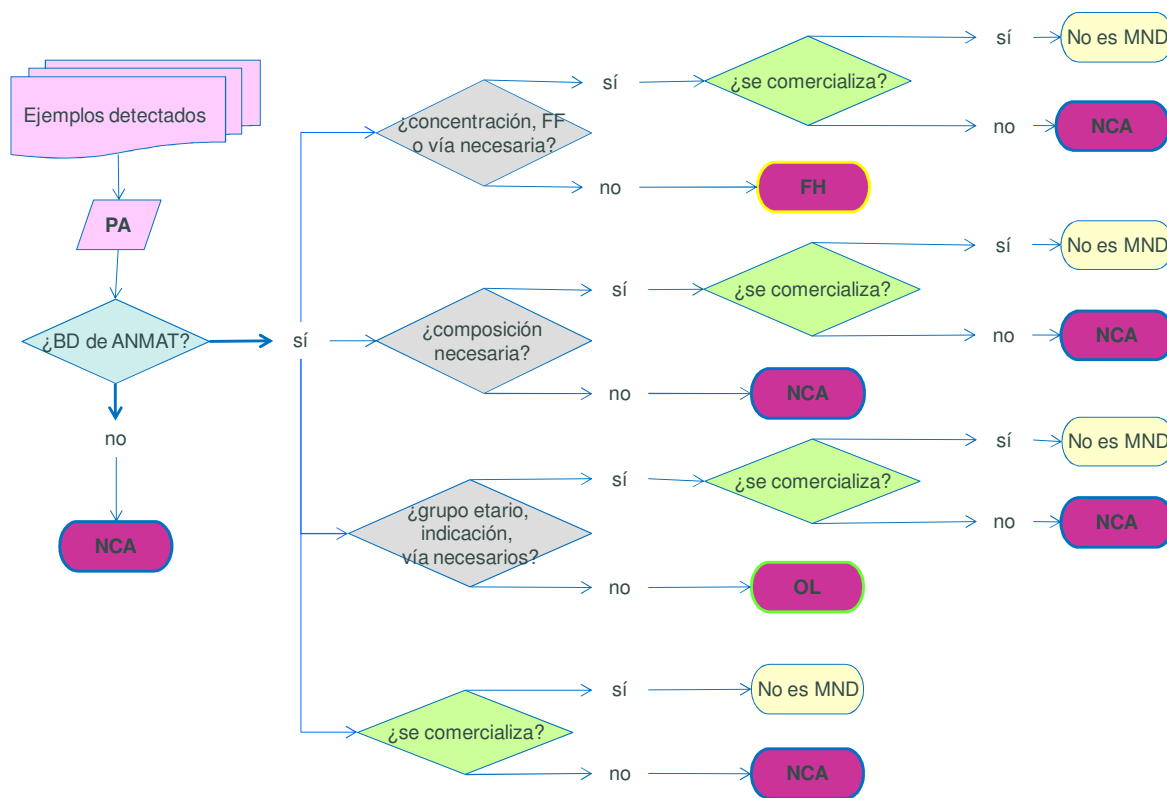 Ejemplos detectados
PA
¿BD de ANMAT?
no
NCA
sí
¿concentración, FF
o vía necesaria?
sí
¿se comercializa?
sí
No es MND
no
NCA
no
FH
¿composición
necesaria?
sí
¿se comercializa?
sí
No es MND
no
NCA
no
NCA
¿grupo etario,
indicación,
vía necesarios?
sí
¿se comercializa?
sí
No es MND
no
NCA
no
OL
¿se comercializa?
sí
No es MND
no
NCA